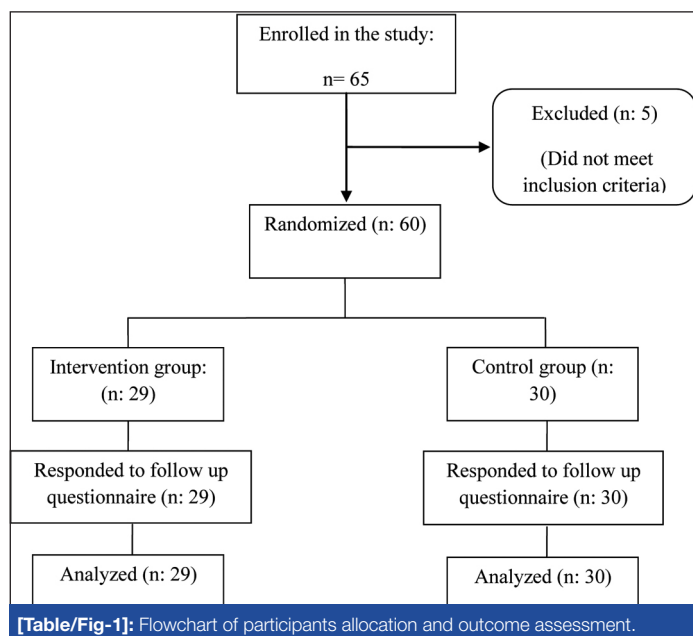 Enrolled in the study:
n= 65
Excluded (n: 5)
(Did not meet
inclusion criteria)
Randomized (n: 60)
Intervention group:
(n: 29)
Control group (n:
30)
Responded to follow up
questionnaire (n: 29)
Responded to follow up
questionnaire (n: 30)
Analyzed (n: 29)
Analyzed (n: 30)
[Table/Fig-1]: Flowchart of participants allocation and outcome assessment.